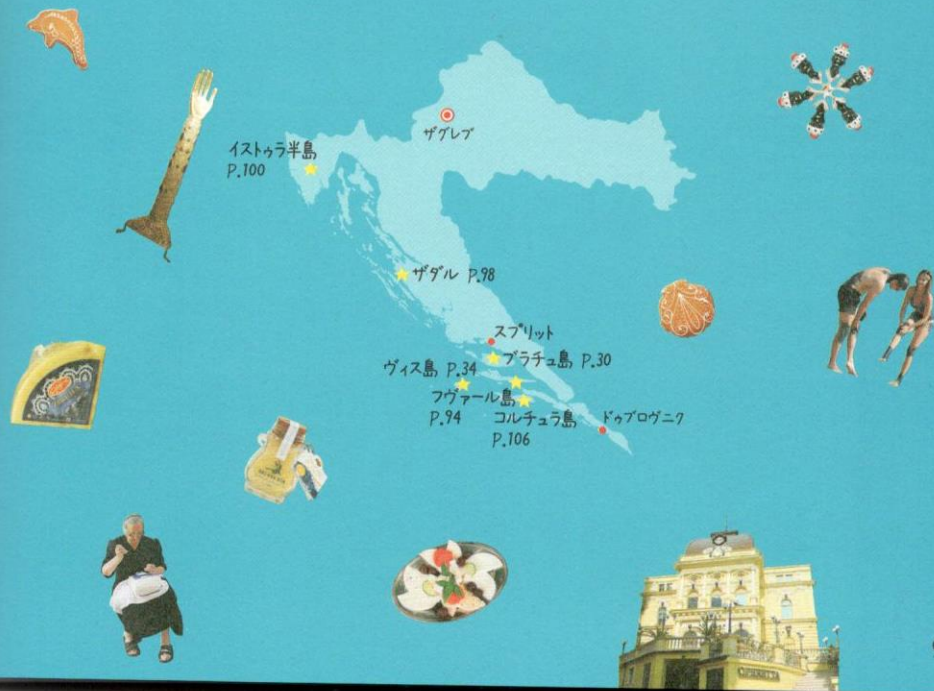 ザグレブ
イストゥラ半島
P.100
ザダル P.98
スプリット
ブラチュ島 P.30
ヴィス島 P.34
フヴァール島
P.94
コルチュラ島
P.106
ドゥブロヴニク